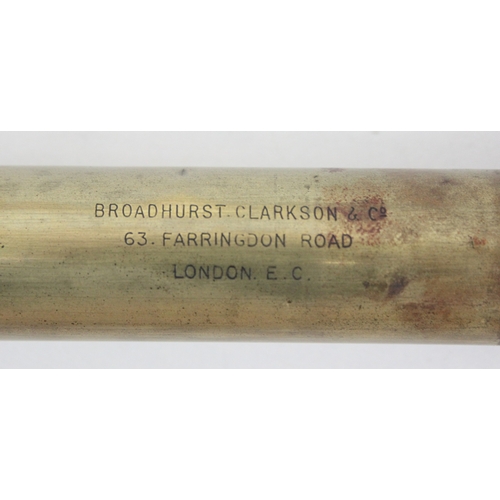 BROADHURST. CLARKSON & Cº
63. FARRINGDON ROAD
LONDON. E. C.